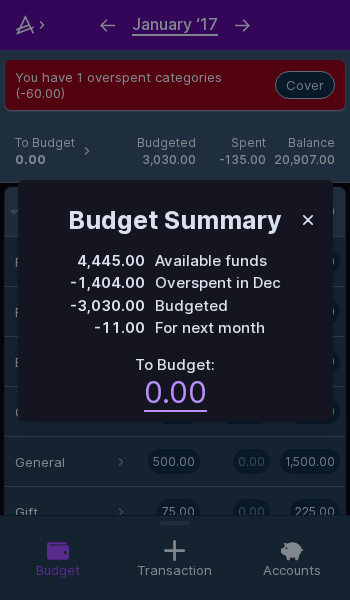 January ‘17
You have 1 overspent categories
(-60.00)
Cover
To Budget Budgeted Spent Balance
0.00 3,030.00 -135.00 20,907.00
Budget Summary
4,445.00 Available funds
-1,404.00 Overspent in Dec
-3,030.00 Budgeted
-11.00 For next month
To Budget:
0.00
General 500.00 0.00 1,500.00
Gift 75.00 0.00 225.00
Budget Transaction Accounts